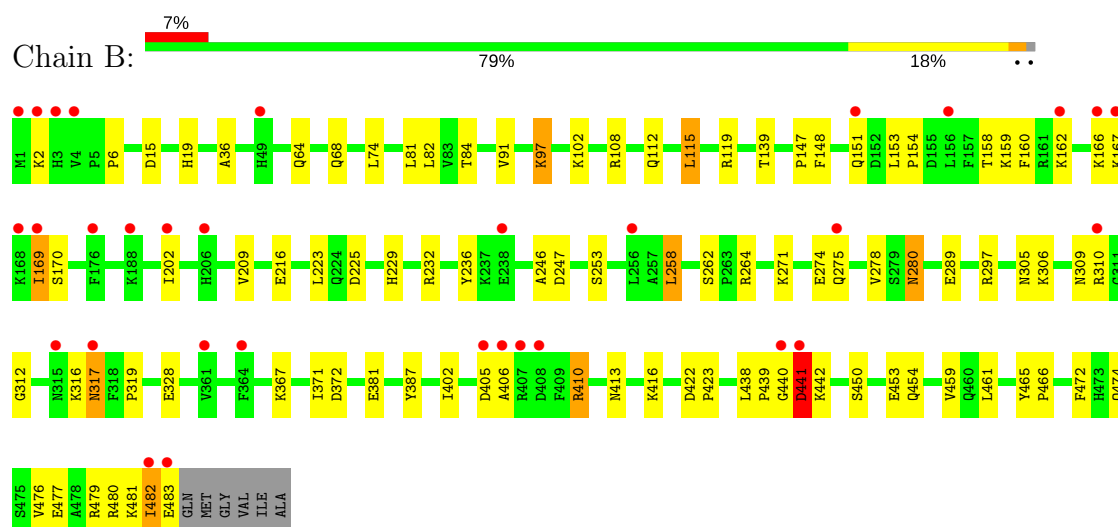 7%
Chain B:
79% 18% • •
M1 K2 H3 V4 P5 P6 D15 H19 A36 H49 Q64 Q68 L74 L81 L82 V83 T84 V91 K97 K102 R108 Q112 L115 R119 T139 P147 F148 Q151 D152 L153 P154 D155 L156 F157 T158 K159 F160 R161 K162 K166 K167
K168 I169 S170 F176 K188 I202 H206 V209 E216 L223 Q224 D225 H229 R232 Y236 K237 E238 A246 D247 S253 L256 A257 L258 S262 P263 R264 K271 E274 Q275 V278 S279 N280 E289 R297 N305 K306 N309 R310 G311
G312 N315 K316 N317 F318 P319 E328 V361 F364 K367 I371 D372 E381 Y387 I402 D405 A406 R407 D408 F409 R410 N413 K416 D422 P423 L438 P439 G440 D441 K442 S450 E453 Q454 V459 Q460 L461 Y465 P466 F472 H473
S475 V476 E477 A478 R479 R480 K481 I482 E483 GLN MET GLY VAL ILE ALA